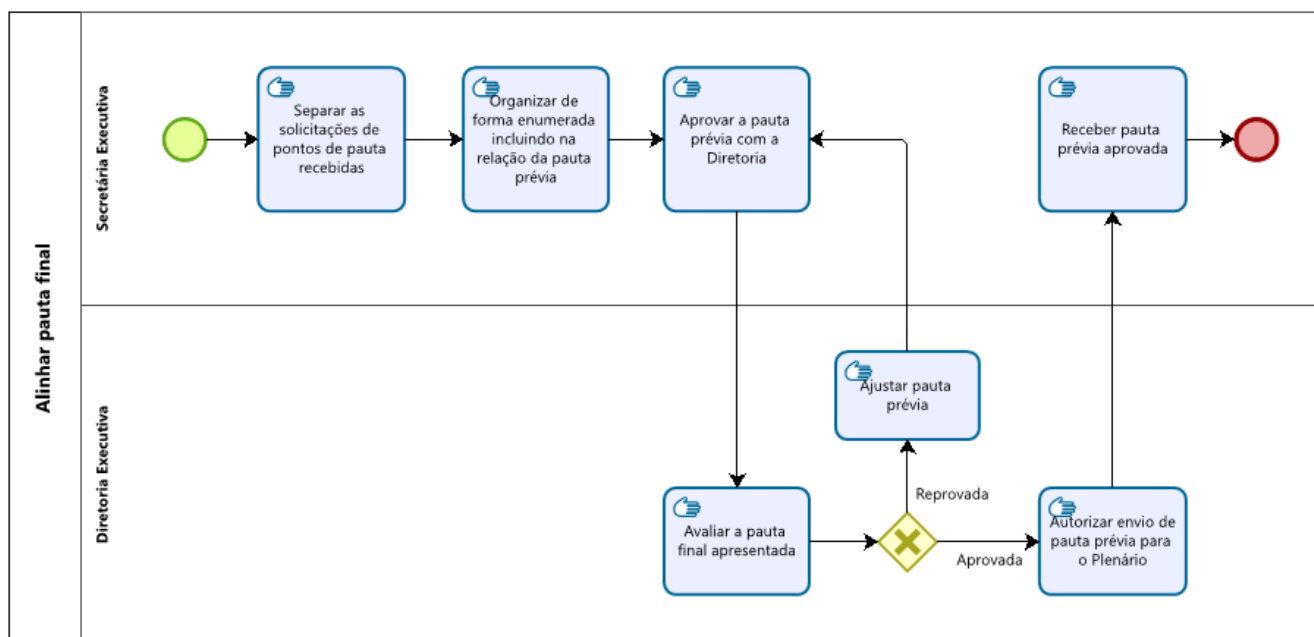 Alinhar pauta final
Secretária Executiva
Separar as
solicitações de
pontos de pauta
recebidas
Organizar de
forma enumerada
incluindo na
relação da pauta
prévia
Aprovar a pauta
prévia com a
Diretoria
Receber pauta
prévia aprovada
Diretoria Executiva
Ajustar pauta
prévia
Reprovada
Avaliar a pauta
final apresentada
Aprovada
Autorizar envio de
pauta prévia para
o Plenário